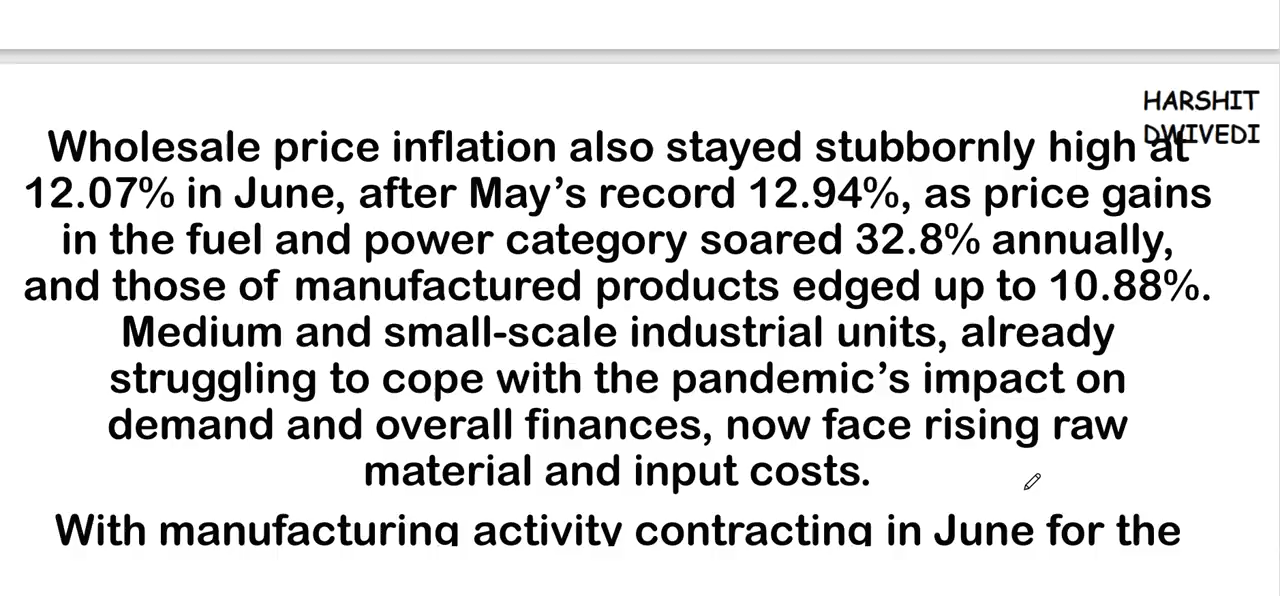 HARSHIT
DWIVEDI
Wholesale price inflation also stayed stubbornly high at
12.07% in June, after May’s record 12.94%, as price gains
in the fuel and power category soared 32.8% annually,
and those of manufactured products edged up to 10.88%.
Medium and small-scale industrial units, already
struggling to cope with the pandemic’s impact on
demand and overall finances, now face rising raw
material and input costs.
With manufacturing activity contracting in June for the